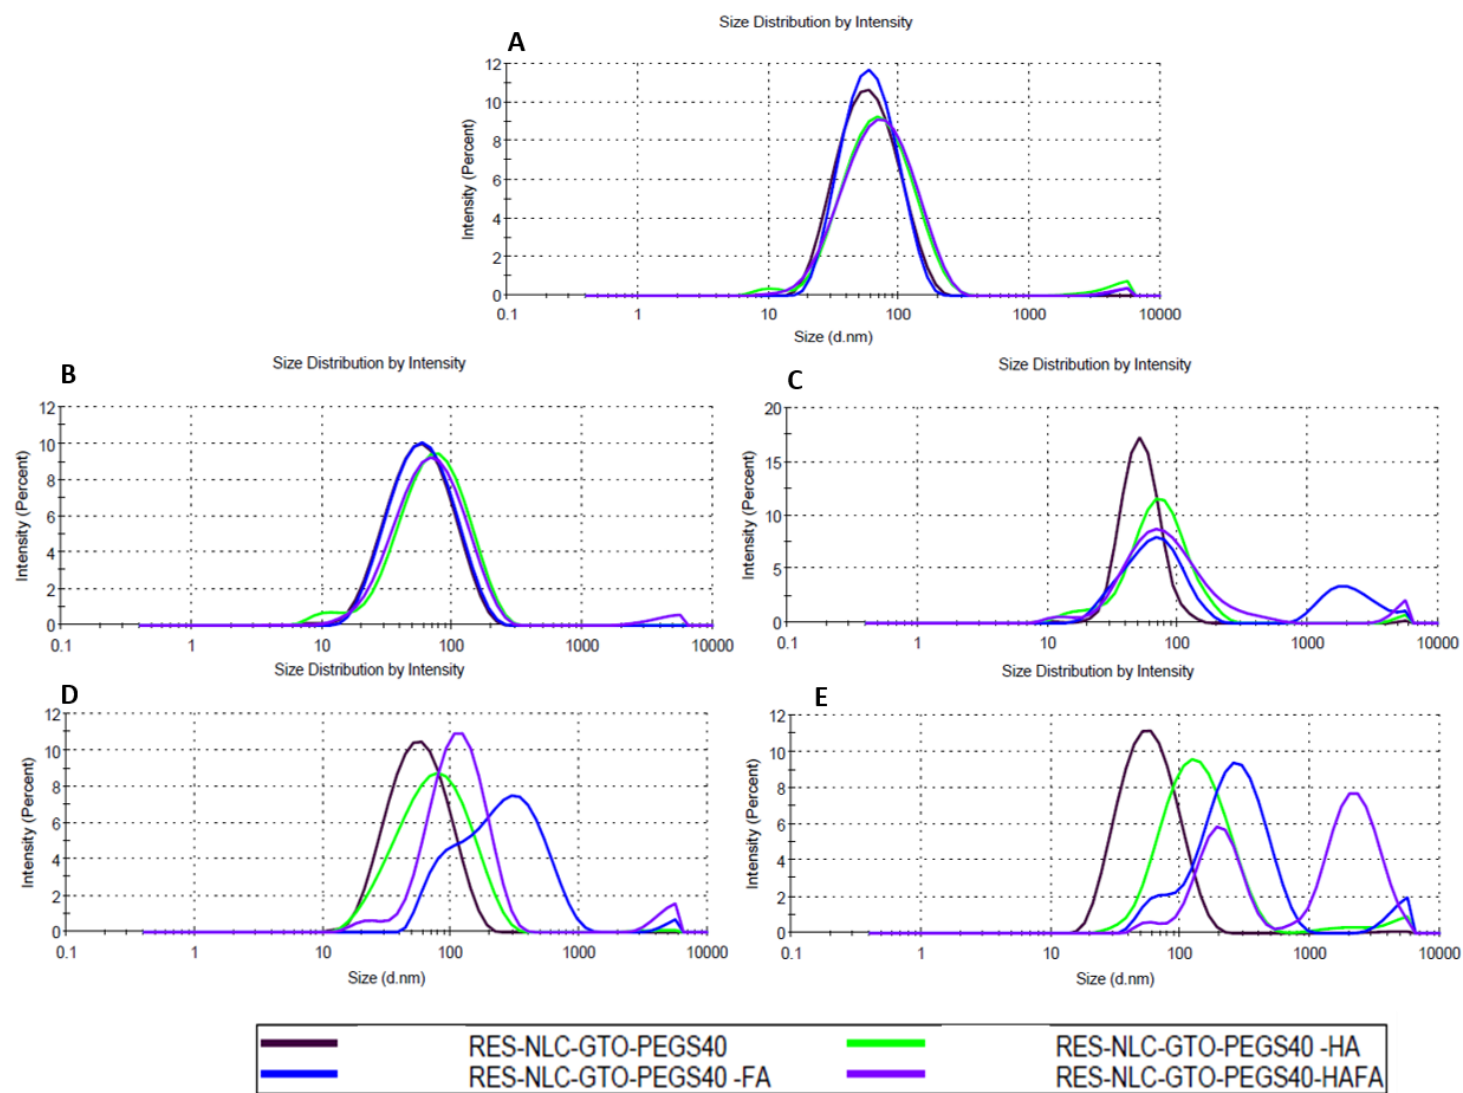 Size Distribution by Intensity
A
12
10
8
6
4
2
0
Intensity (Percent)
0.1 1 10 100 1000 10000
Size (d.nm)
Size Distribution by Intensity
B
12
10
8
6
4
2
0
Intensity (Percent)
0.1 1 10 100 1000 10000
Size Distribution by Intensity
C
20
15
10
5
0
Intensity (Percent)
0.1 1 10 100 1000 10000
Size Distribution by Intensity
D
12
10
8
6
4
2
0
Intensity (Percent)
0.1 1 10 100 1000 10000
Size (d.nm)
Size Distribution by Intensity
E
12
10
8
6
4
2
0
Intensity (Percent)
0.1 1 10 100 1000 10000
Size (d.nm)
RES-NLC-GTO-PEGS40 RES-NLC-GTO-PEGS40 -HA
RES-NLC-GTO-PEGS40 -FA RES-NLC-GTO-PEGS40-HAFA